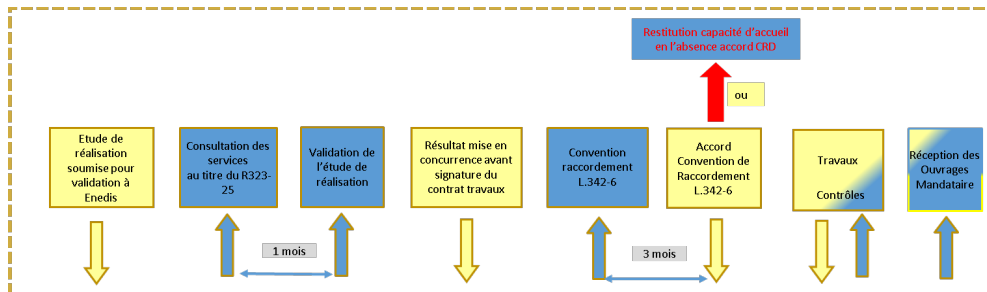 Restitution capacité d'accueil
en l'absence accord CRD
ou
Etude de
réalisation
soumise pour
validation à
Enedis
Consultation des
services
au titre du R323-
25
Validation de
l'étude de
réalisation
Résultat mise en
concurrence avant
signature du
contrat travaux
Convention
raccordement
L.342-6
Accord
Convention de
Raccordement
L.342-6
Travaux
Contrôles
Réception des
Ouvrages
Mandataire
1 mois
3 mois